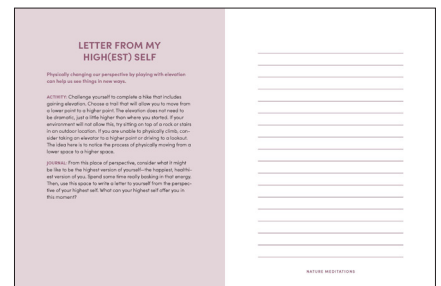 LETTER FROM MY
HIGH(EST) SELF
Physically changing our perspective by playing with elevation
can help us see things in new ways.
ACTIVITY: Challenge yourself to complete a hike that includes
gaining elevation. Choose a trail that will allow you to move from
a lower point to a higher point. The elevation does not need to
be dramatic, just a little higher than where you started. If your
environment will not allow this, try sitting on top of a rock or stairs
in an outdoor location. If you are unable to physically climb, con-
sider taking an elevator to a higher point or driving to a lookout.
The idea here is to notice the process of physically moving from a
lower space to a higher space.
JOURNAL: From this place of perspective, consider what it might
be like to be the highest version of yourself—the happiest, healthi-
est version of you. Spend some time really basking in that energy.
Then, use this space to write a letter to yourself from the perspec-
tive of your highest self. What can your highest self offer you in
this moment?
NATURE MEDITATIONS